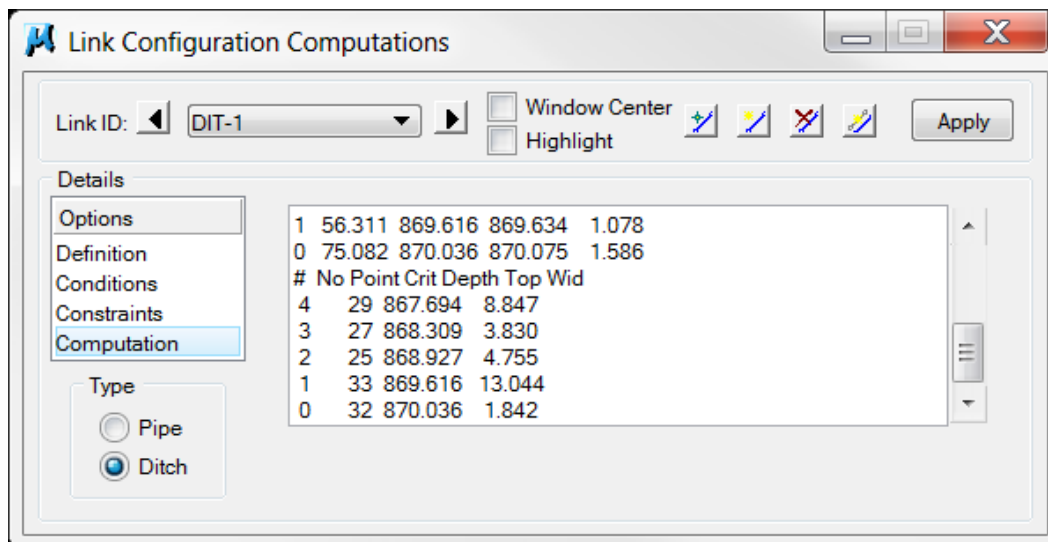 Link Configuration Computations
X
Link ID: DIT-1
Window Center
Highlight
Apply
Details
Options
Definition
Conditions
Constraints
Computation
1 56.311 869.616 869.634 1.078
0 75.082 870.036 870.075 1.586
# No Point Crit Depth Top Wid
4 29 867.694 8.847
3 27 868.309 3.830
2 25 868.927 4.755
1 33 869.616 13.044
0 32 870.036 1.842
Type
Pipe
Ditch